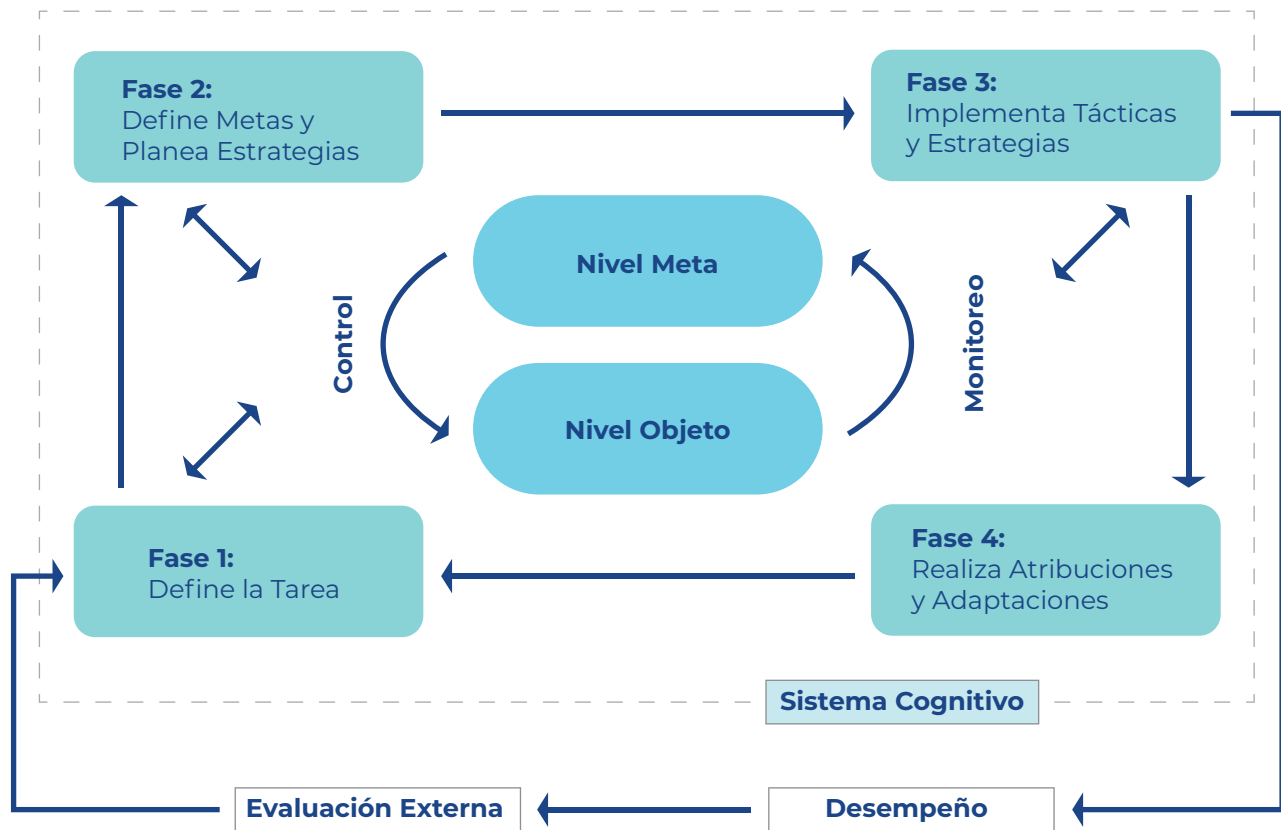 Fase 2:
Define Metas y
Planea Estrategias
Fase 3:
Implementa Tácticas
y Estrategias
Nivel Meta
Control
Monitoreo
Nivel Objeto
Fase 1:
Define la Tarea
Fase 4:
Realiza Atribuciones
y Adaptaciones
Sistema Cognitivo
Evaluación Externa
Desempeño